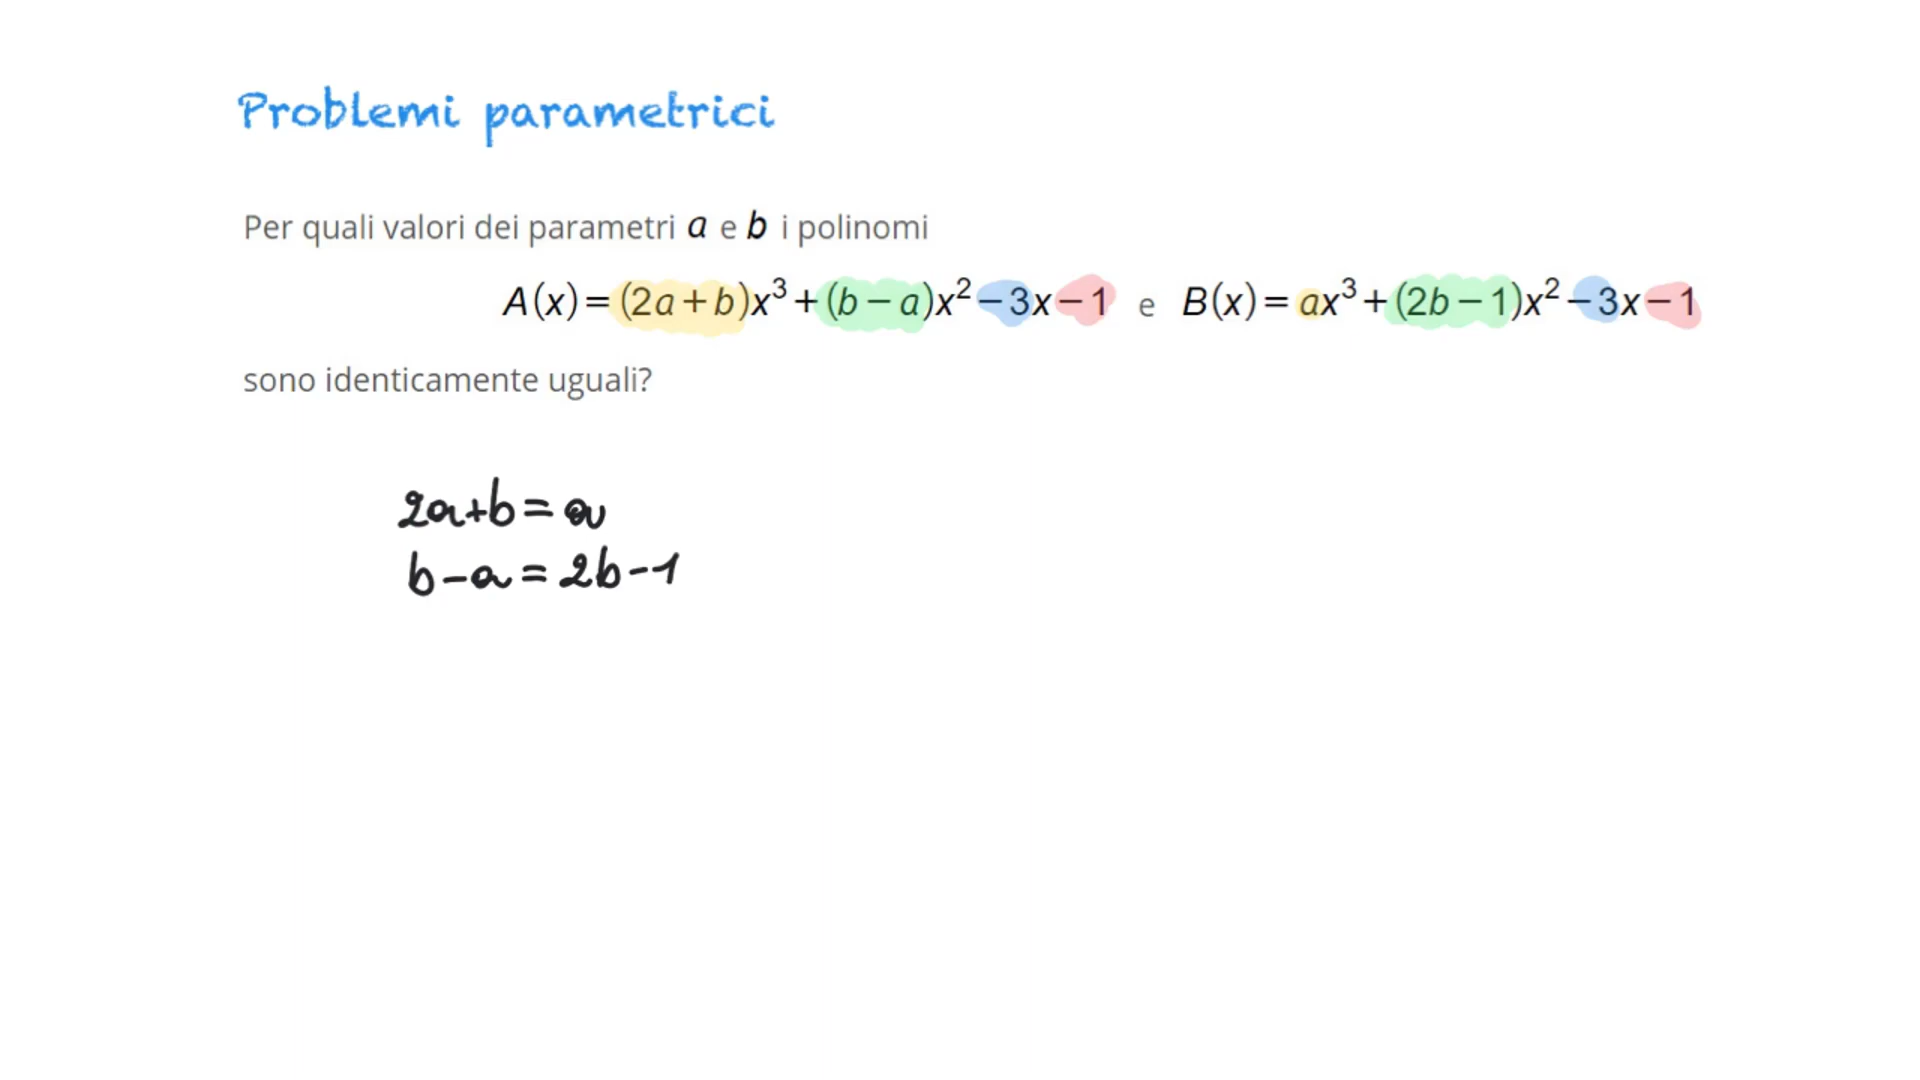 Problemi parametrici
Per quali valori dei parametri a e b i polinomi
A(x)=(2a+b)x³+(b−a)x²−3x−1 e B(x)=ax³+(2b−1)x²−3x−1
sono identicamente uguali?
2a+b=a
b-a=2b-1